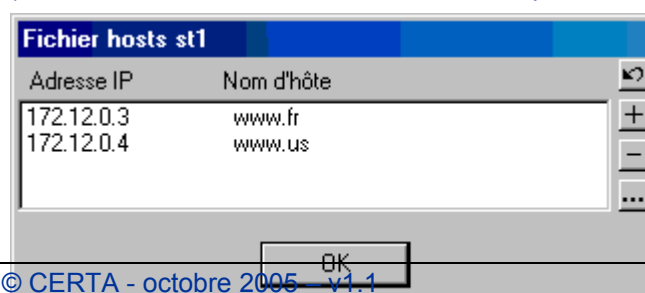 Fichier hosts st1
Adresse IP Nom d'hôte
172.12.0.3 www.fr
172.12.0.4 www.us
+
-
...
OK
© CERTA - octobre 2005 – v1.1